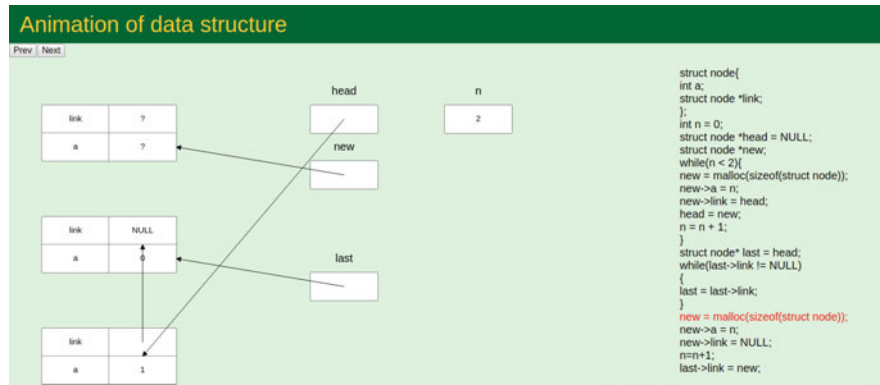 Animation of data structure
Prev Next
head
n
link ?
a ?
2
new
link NULL
a 0
last
link
a 1
struct node{
int a;
struct node *link;
};
int n = 0;
struct node *head = NULL;
struct node *new;
while(n < 2){
new = malloc(sizeof(struct node));
new->a = n;
new->link = head;
head = new;
n = n + 1;
}
struct node* last = head;
while(last->link != NULL)
{
last = last->link;
}
new = malloc(sizeof(struct node));
new->a = n;
new->link = NULL;
n=n+1;
last->link = new;